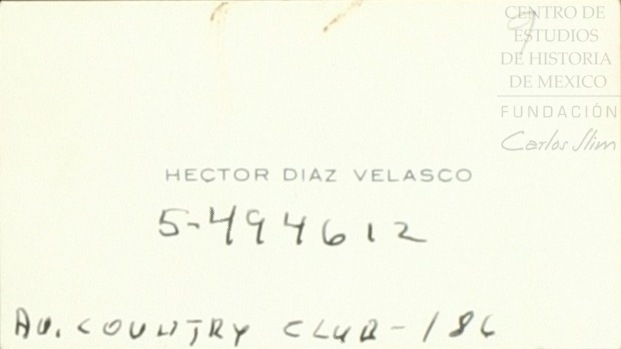 CENTRO DE
ESTUDIOS
DE HISTORIA
DE MEXICO
FUNDACIÓN
Carlos Slim
HECTOR DIAZ VELASCO
5-494612
AV. COUNTRY CLUB - 186